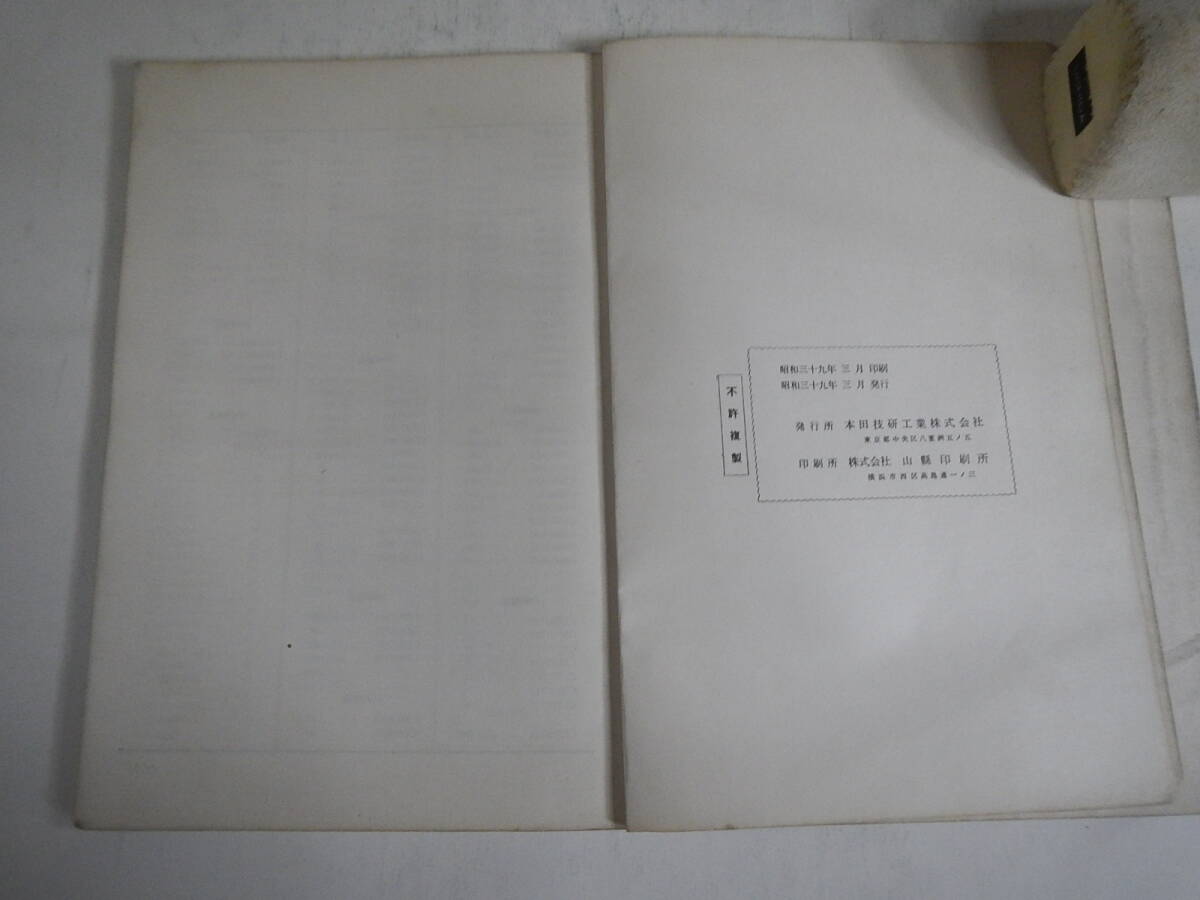 昭和三十九年 三 月 印刷
昭和三十九年 三 月 発行
発行所 本田技研工業株式会社
東京都中央区八重洲五ノ五
印刷所 株式会社 山縣印刷所
横浜市西区高島通一ノ三
不許複製